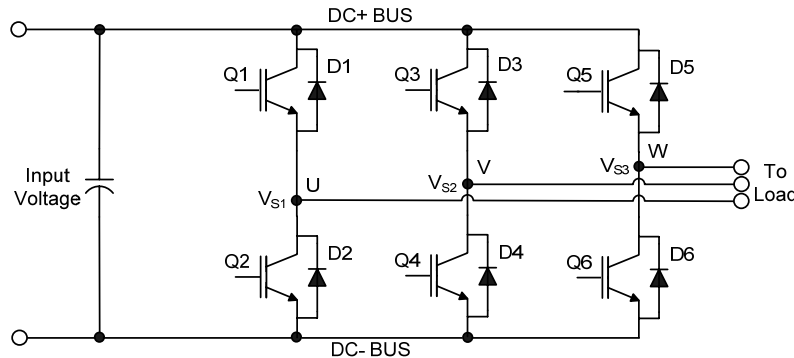 DC+ BUS
Q1
D1
Q3
D3
Q5
D5
Input
Voltage
VS1
U
VS2
V
VS3
W
To
Load
Q2
D2
Q4
D4
Q6
D6
DC- BUS